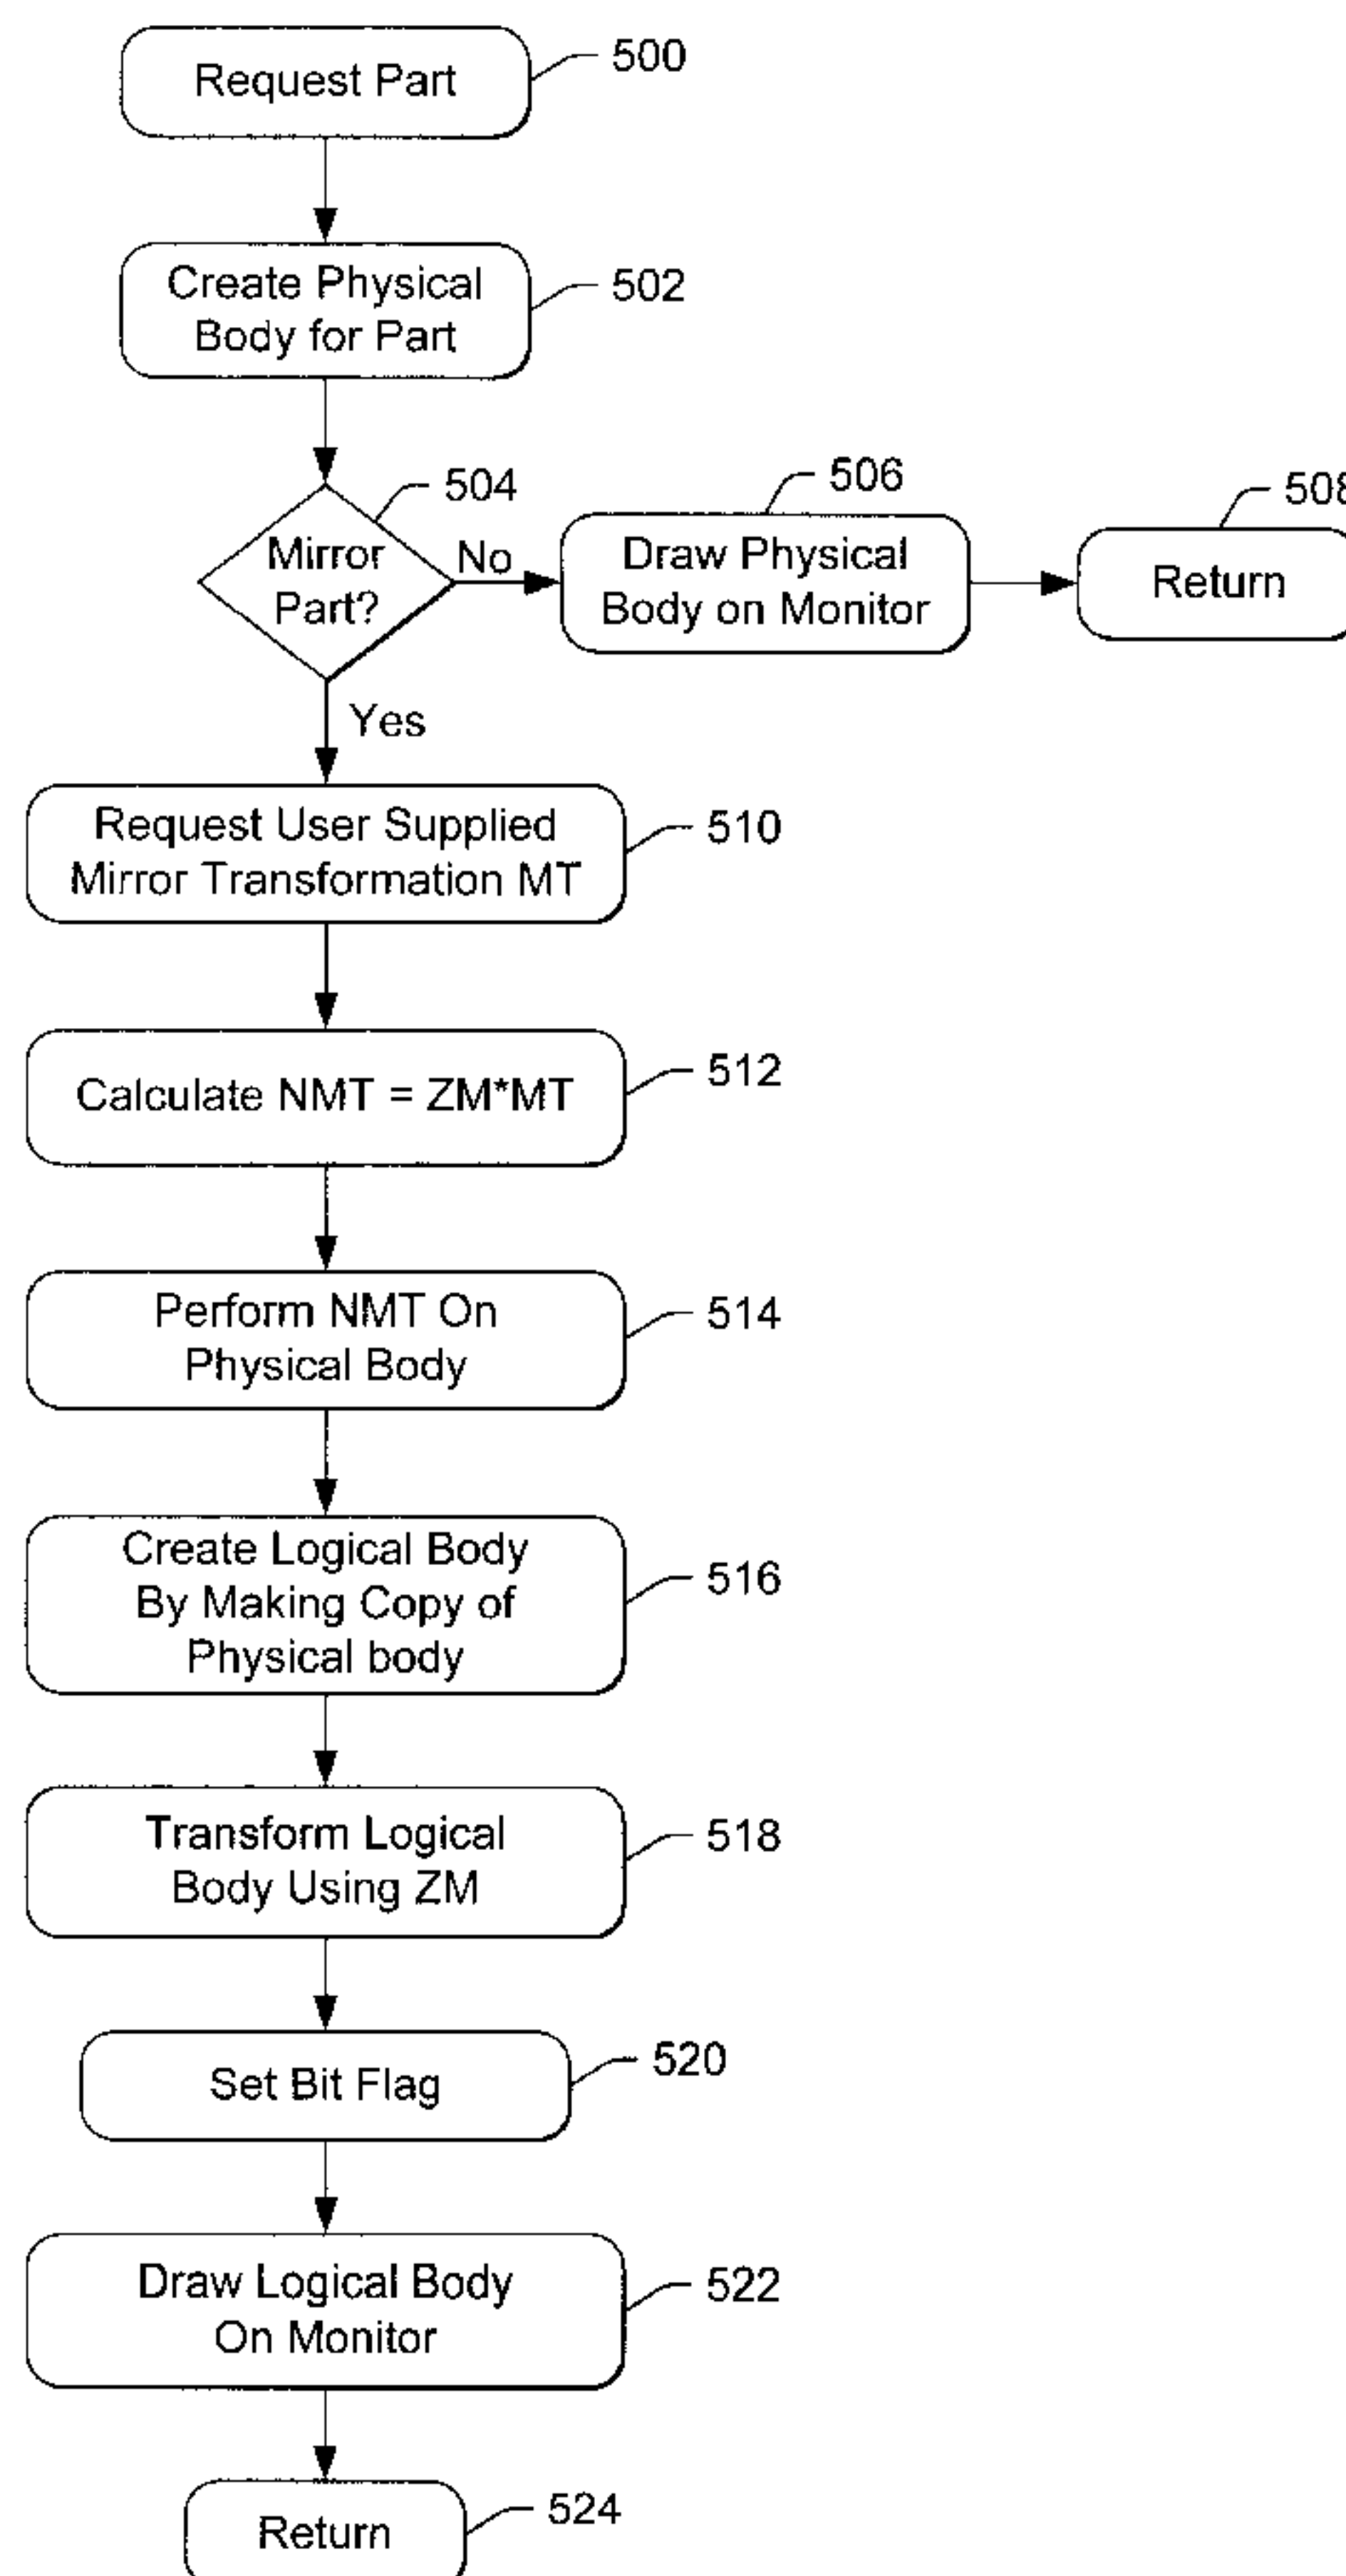 Request Part
500
Create Physical
Body for Part
502
Mirror
Part?
504
No
Draw Physical
Body on Monitor
506
Return
508
Yes
Request User Supplied
Mirror Transformation MT
510
Calculate NMT = ZM*MT
512
Perform NMT On
Physical Body
514
Create Logical Body
By Making Copy of
Physical body
516
Transform Logical
Body Using ZM
518
Set Bit Flag
520
Draw Logical Body
On Monitor
522
Return
524